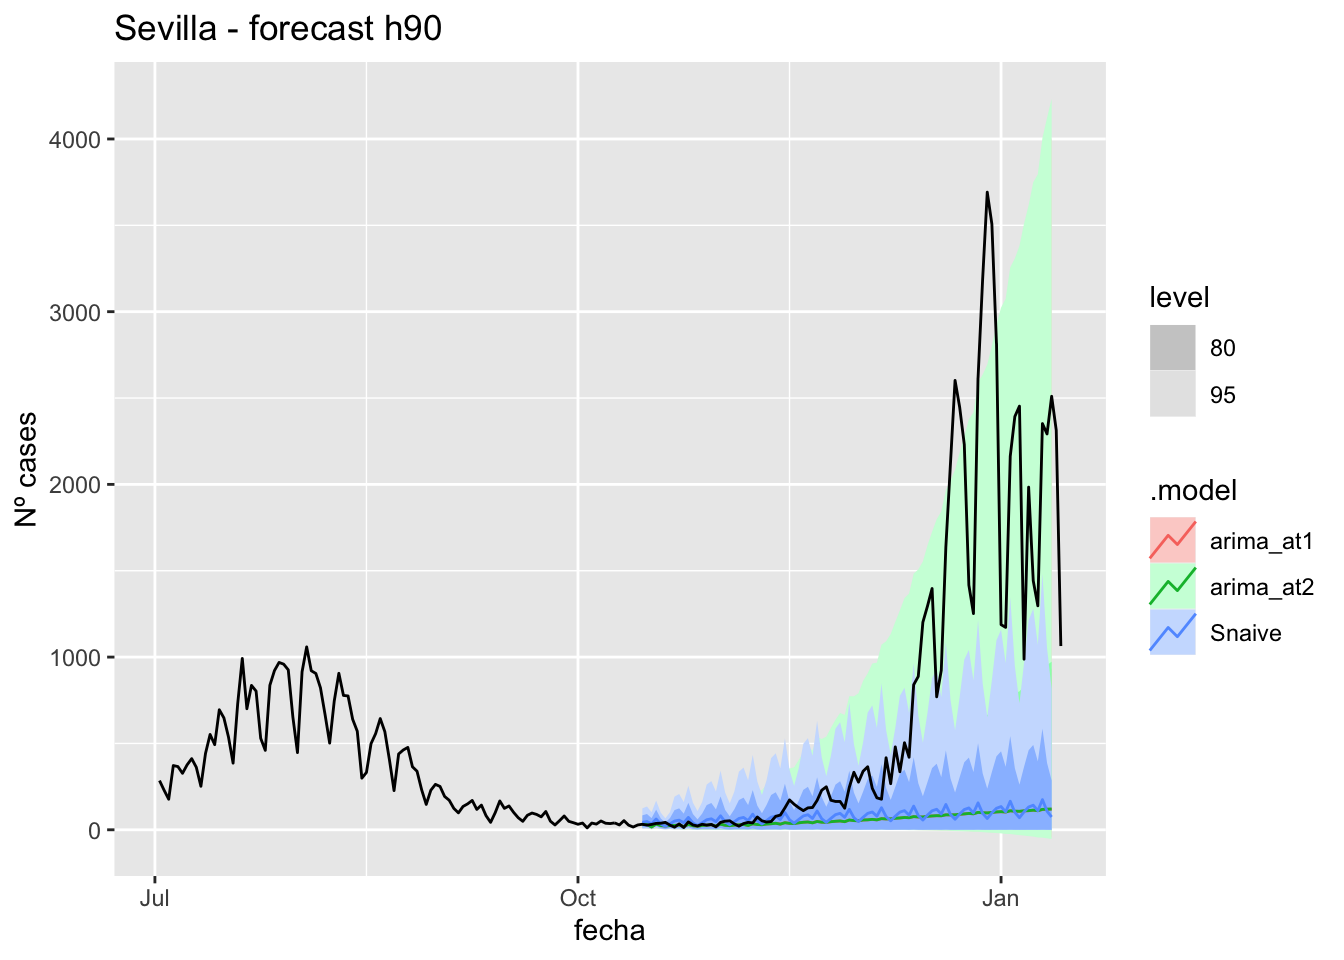 Sevilla - forecast h90
4000
3000
2000
1000
0
Nº cases
Jul
Oct
Jan
fecha
level
80
95
.model
arima_at1
arima_at2
Snaive